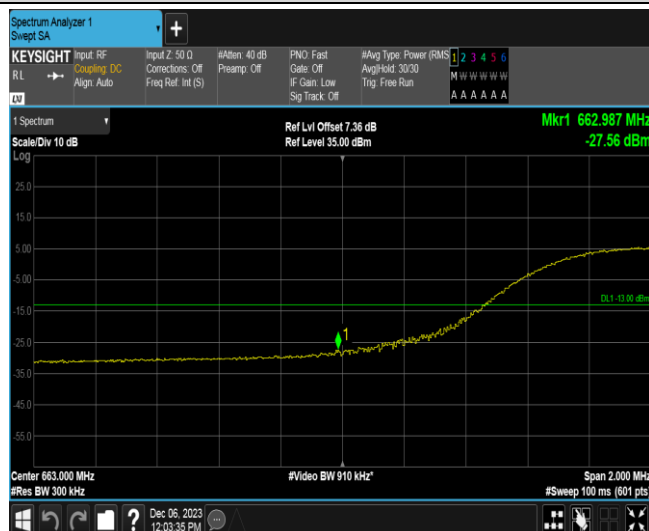 Spectrum Analyzer 1
Swept SA
+
KEYSIGHT
RL
LXI
Input: RF
Coupling: DC
Align: Auto
Input Z: 50 Ω
Corrections: Off
Freq Ref: Int (S)
#Atten: 40 dB
Preamp: Off
PNO: Fast
Gate: Off
IF Gain: Low
Sig Track: Off
#Avg Type: Power (RMS
Avg|Hold: 30/30
Trig: Free Run
1 2 3 4 5 6
M W W W W W
A A A A A A
1 Spectrum
Scale/Div 10 dB
Log
Ref Lvl Offset 7.36 dB
Ref Level 35.00 dBm
Mkr1 662.987 MHz
-27.56 dBm
25.0
15.0
5.00
-5.00
DL1 -13.00 dBm
-15.0
1
-25.0
-35.0
-45.0
-55.0
Center 663.000 MHz
#Res BW 300 kHz
#Video BW 910 kHz*
Span 2.000 MHz
#Sweep 100 ms (601 pts)
?
Dec 06, 2023
12:03:35 PM